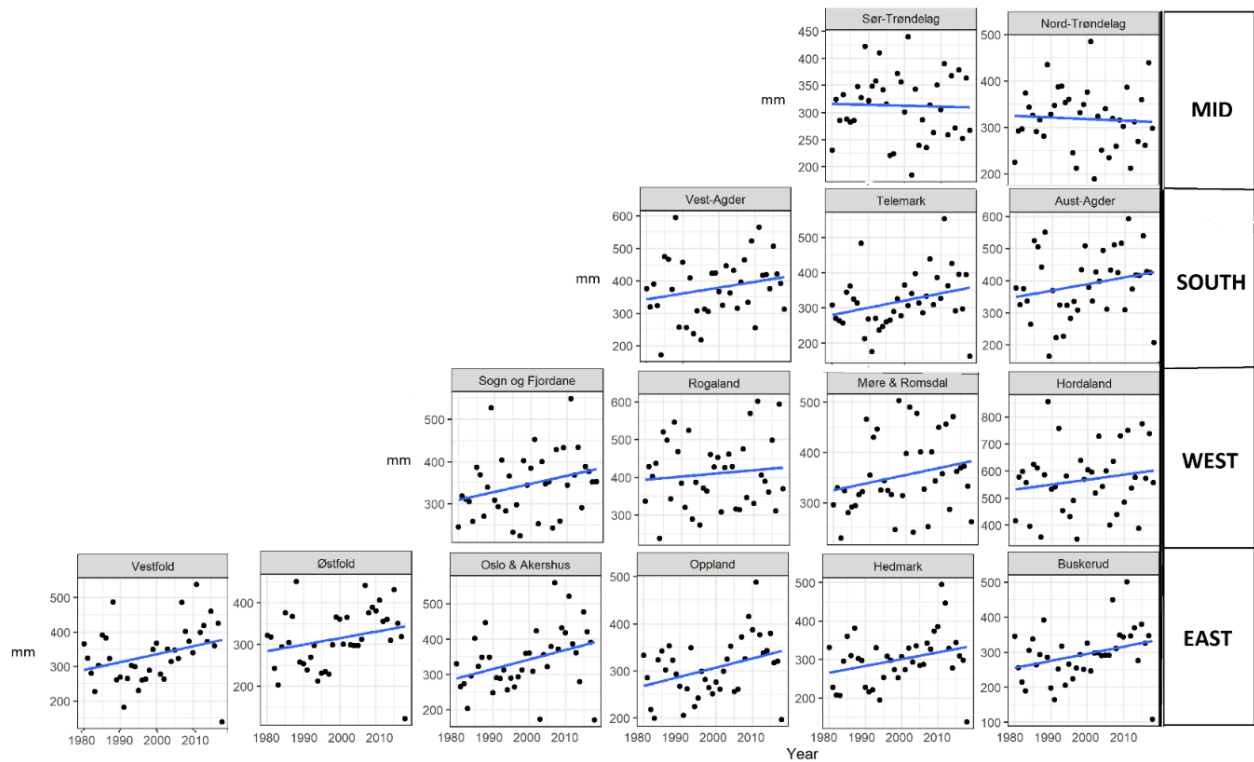 Sør-Trøndelag Nord-Trøndelag
450 500
400
350 400
mm 300 MID
300
250
200 200
Vest-Agder Telemark Aust-Agder
600 600
500 500 500
mm 400 400 400 SOUTH
300 300 300
200 200 200
Sogn og Fjordane Rogaland Møre & Romsdal Hordaland
600 500 800
500 500 700
mm 400 400 400 600 WEST
500
300 300 300 400
Vestfold Østfold Oslo & Akershus Oppland Hedmark Buskerud
500 400 500 500 500 500
400 300 400 400 400 400
mm 300 300 300 300 300 EAST
200 200 200 200 200 200
100 100
1980 1990 2000 2010 1980 1990 2000 2010 1980 1990 2000 2010 1980 1990 2000 2010 1980 1990 2000 2010 1980 1990 2000 2010
Year